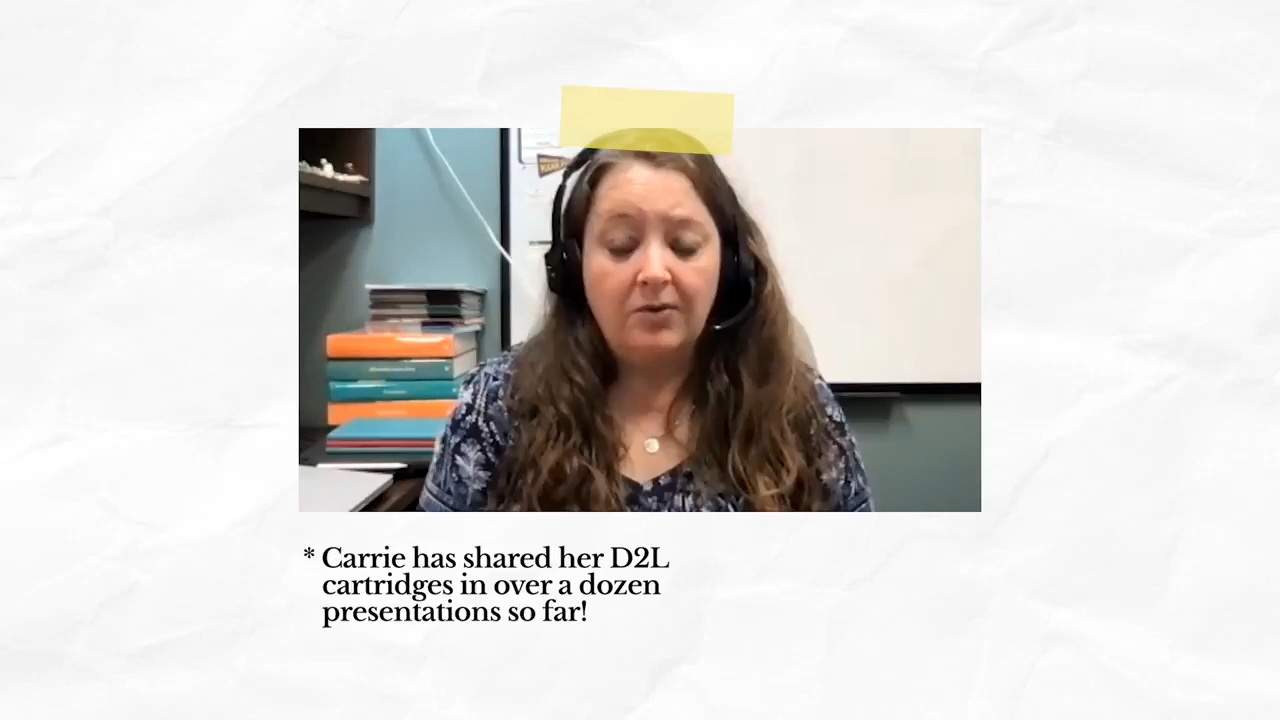 * Carrie has shared her D2L
cartridges in over a dozen
presentations so far!